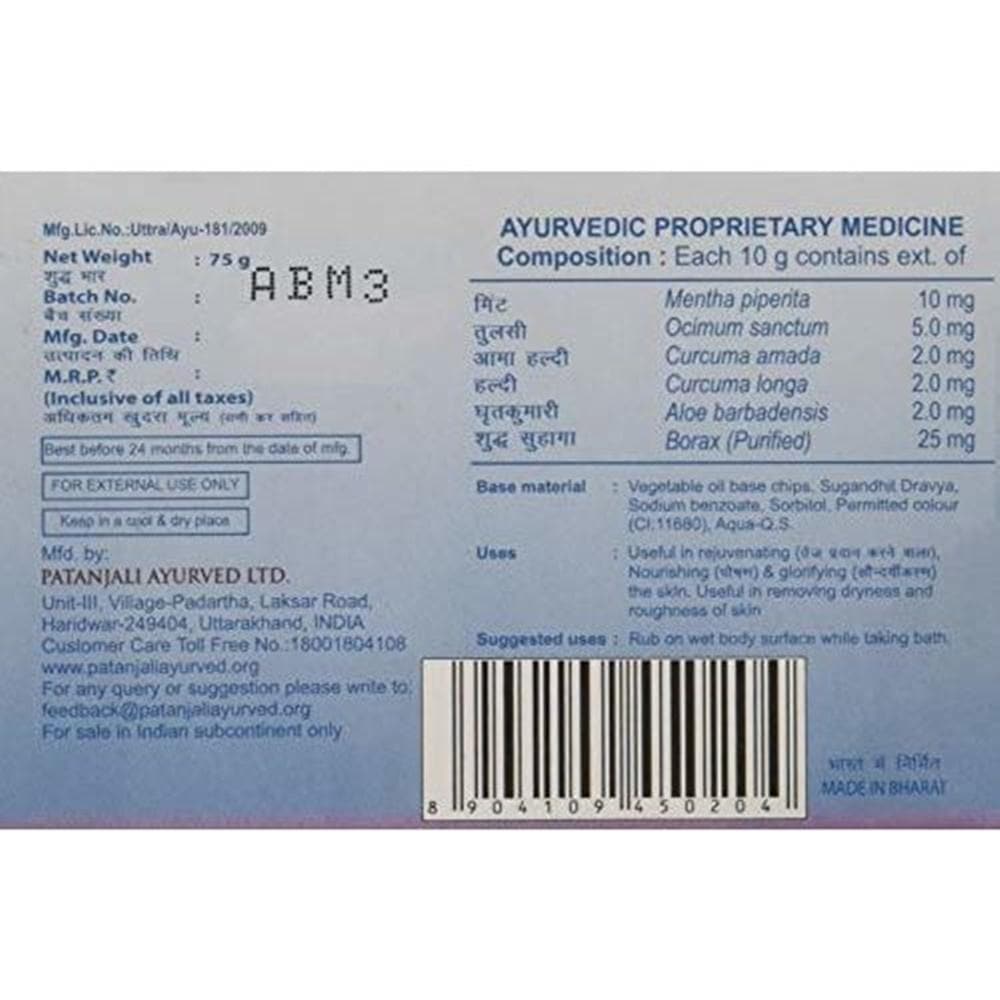 Mfg.Lic.No.:Uttra/Ayu-181/2009
Net Weight : 75 g
शुद्ध भार
ABM3
Batch No. :
बैच संख्या
Mfg. Date :
उत्पादन की तिथि
M.R.P. ₹ :
(Inclusive of all taxes)
अधिकतम खुदरा मूल्य (सभी कर सहित)
Best before 24 months from the date of mfg.
FOR EXTERNAL USE ONLY
Keep in a cool & dry place
Mfd. by:
PATANJALI AYURVED LTD.
Unit-III, Village-Padartha, Laksar Road,
Haridwar-249404, Uttarakhand, INDIA
Customer Care Toll Free No.:18001804108
www.patanjaliayurved.org
For any query or suggestion please write to:
feedback@patanjaliayurved.org
For sale in Indian subcontinent only
AYURVEDIC PROPRIETARY MEDICINE
Composition : Each 10 g contains ext. of
मिंट Mentha piperita 10 mg
तुलसी Ocimum sanctum 5.0 mg
आमा हल्दी Curcuma amada 2.0 mg
हल्दी Curcuma longa 2.0 mg
घृतकुमारी Aloe barbadensis 2.0 mg
शुद्ध सुहागा Borax (Purified) 25 mg
Base material : Vegetable oil base chips, Sugandhit Dravya,
Sodium benzoate, Sorbitol, Permitted colour
(CI:11680), Aqua-Q.S.
Uses : Useful in rejuvenating (ओज प्रदान करने वाला),
Nourishing (पोषण) & glorifying (सौन्दर्यीकरण)
the skin. Useful in removing dryness and
roughness of skin
Suggested uses : Rub on wet body surface while taking bath.
8 904109 450204
भारत में निर्मित
MADE IN BHARAT